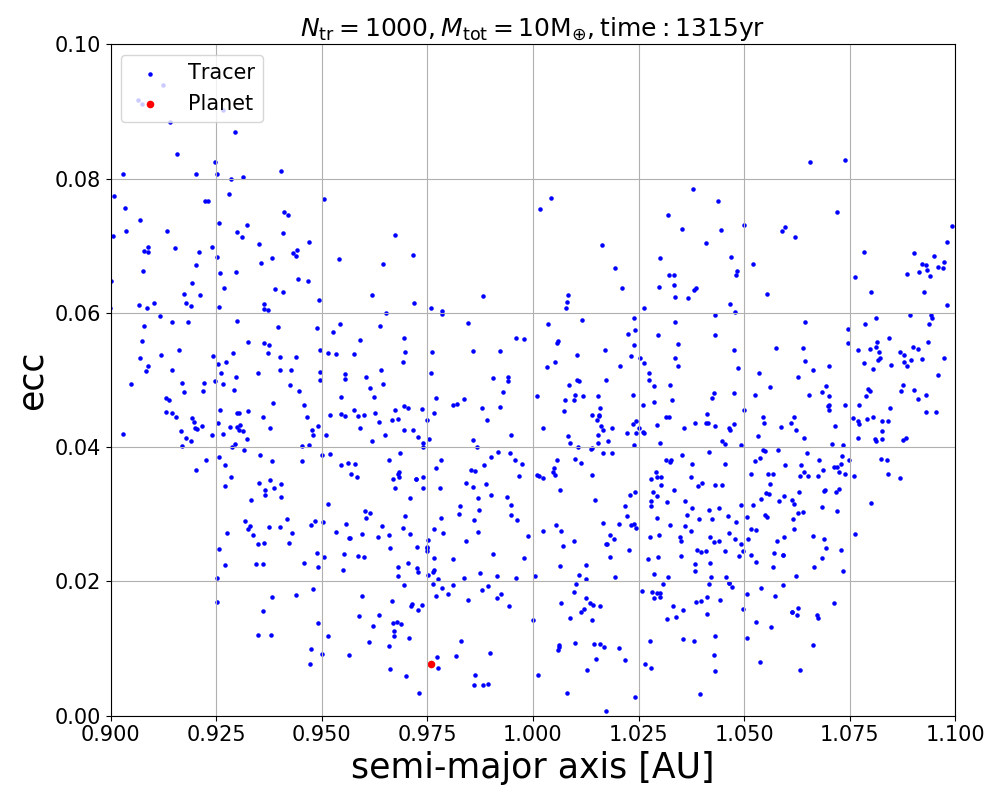 N_tr = 1000, M_tot = 10M_⊕, time : 1315yr
Tracer
Planet
0.10
0.08
0.06
0.04
0.02
0.00
ecc
0.900 0.925 0.950 0.975 1.000 1.025 1.050 1.075 1.100
semi-major axis [AU]